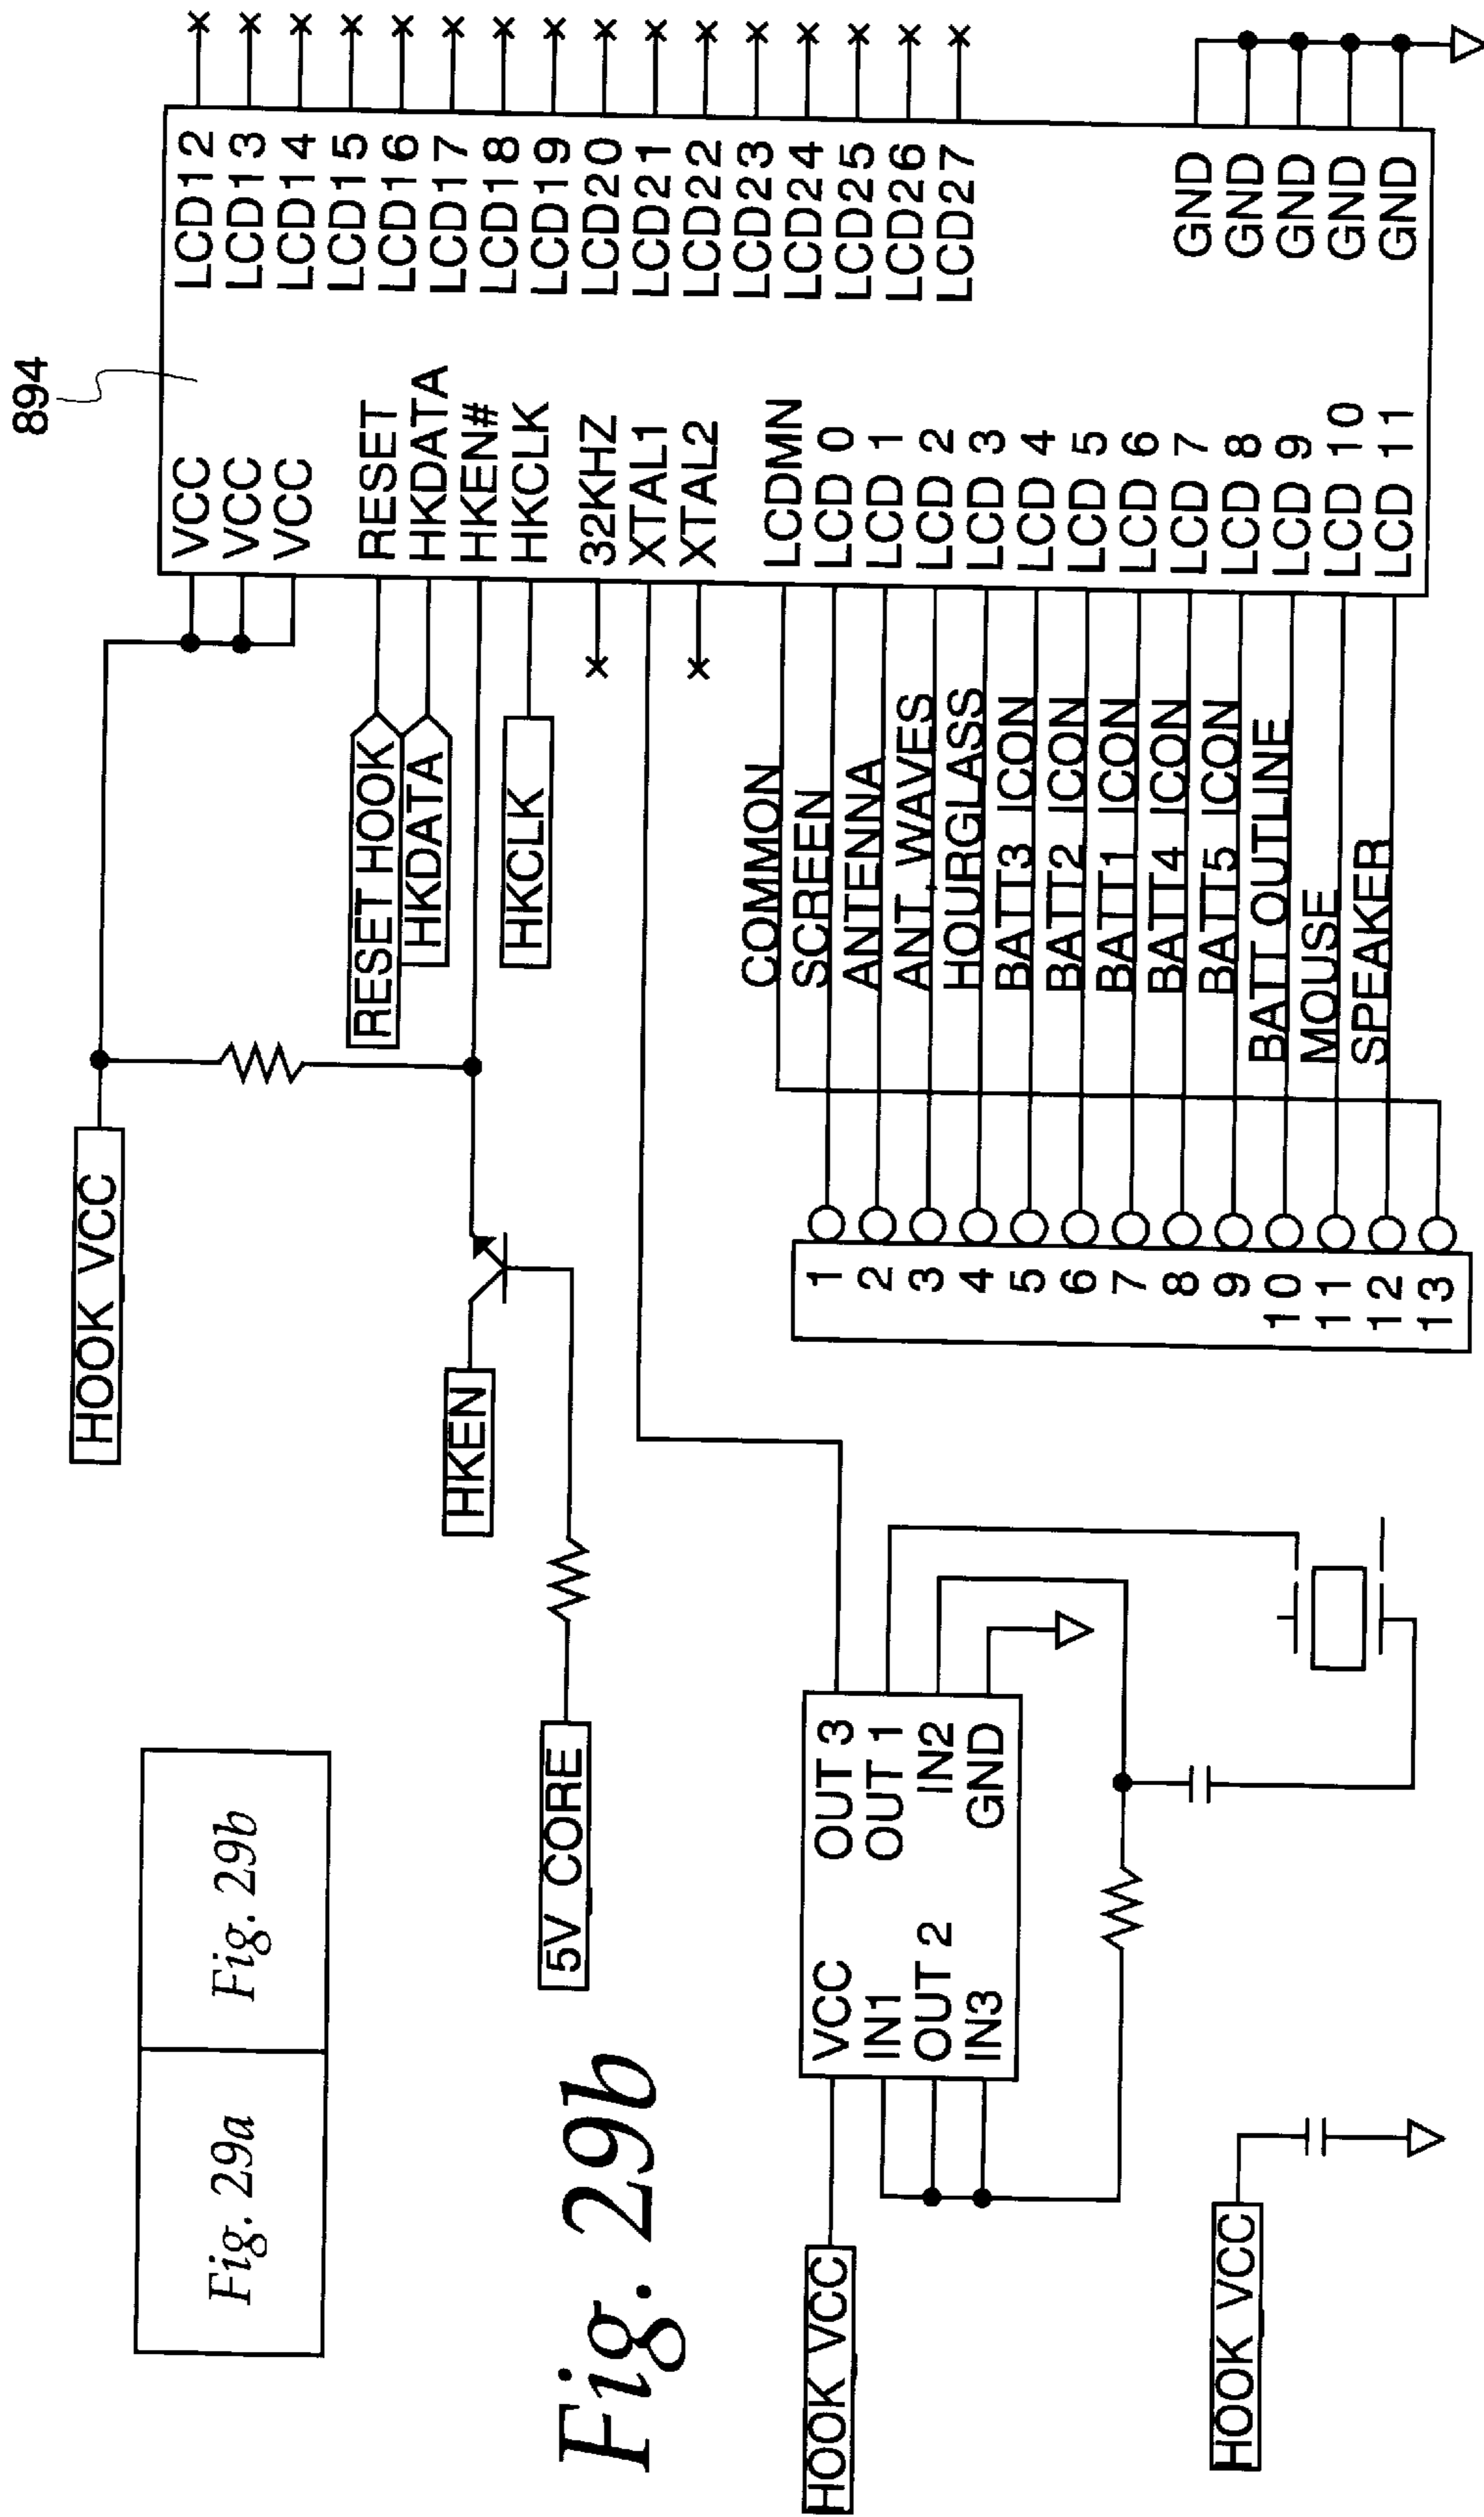 894
VCC
VCC
VCC
RESET
HKDATA
HKEN#
HKCLK
32KHZ
XTAL1
XTAL2
LCDMN
LCD 0
LCD 1
LCD 2
LCD 3
LCD 4
LCD 5
LCD 6
LCD 7
LCD 8
LCD 9
LCD 10
LCD 11
LCD12
LCD13
LCD14
LCD15
LCD16
LCD17
LCD18
LCD19
LCD20
LCD21
LCD22
LCD23
LCD24
LCD25
LCD26
LCD27
GND
GND
GND
GND
GND
HOOK VCC
RESET HOOK
HKDATA
HKCLK
HKEN
5V CORE
COMMON
SCREEN
ANTENNA
ANT. WAVES
HOURGLASS
BATT3 ICON
BATT2 ICON
BATT1 ICON
BATT4 ICON
BATT5 ICON
BATT OUTLINE
MOUSE
SPEAKER
1
2
3
4
5
6
7
8
9
10
11
12
13
Fig. 29a
Fig. 29b
Fig. 29b
HOOK VCC
VCC
IN1
OUT 2
IN3
OUT 3
OUT 1
IN2
GND
HOOK VCC